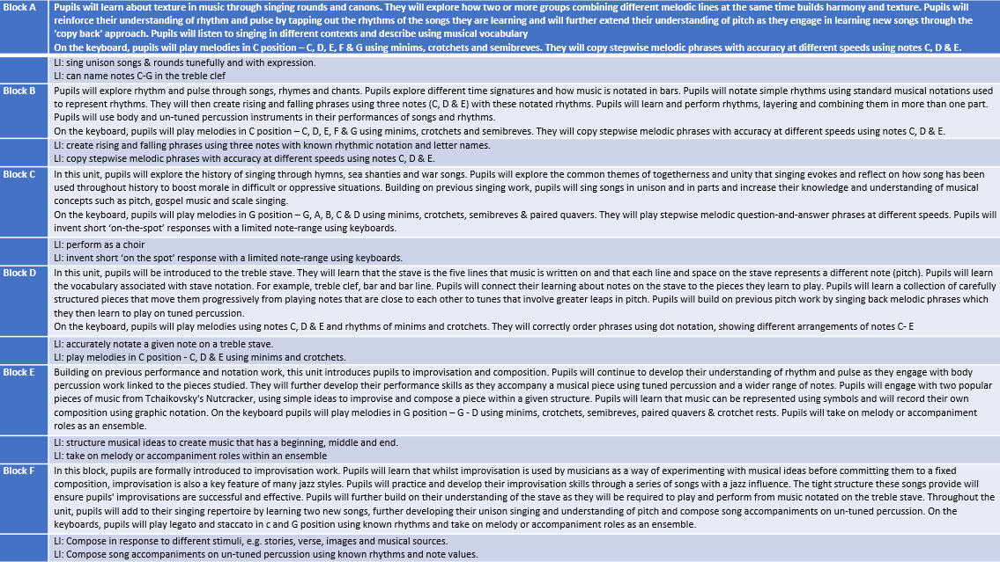 Block A
Pupils will learn about texture in music through singing rounds and canons. They will explore how two or more groups combining different melodic lines at the same time builds harmony and texture. Pupils will
reinforce their understanding of rhythm and pulse by tapping out the rhythms of the songs they are learning and will further extend their understanding of pitch as they engage in learning new songs through the
'copy back' approach. Pupils will listen to singing in different contexts and describe using musical vocabulary
On the keyboard, pupils will play melodies in C position – C, D, E, F & G using minims, crotchets and semibreves. They will copy stepwise melodic phrases with accuracy at different speeds using notes C, D & E.
LI: sing unison songs & rounds tunefully and with expression.
LI: can name notes C-G in the treble clef
Block B
Pupils will explore rhythm and pulse through songs, rhymes and chants. Pupils explore different time signatures and how music is notated in bars. Pupils will notate simple rhythms using standard musical notations used
to represent rhythms. They will then create rising and falling phrases using three notes (C, D & E) with these notated rhythms. Pupils will learn and perform rhythms, layering and combining them in more than one part.
Pupils will use body and un-tuned percussion instruments in their performances of songs and rhythms.
On the keyboard, pupils will play melodies in C position – C, D, E, F & G using minims, crotchets and semibreves. They will copy stepwise melodic phrases with accuracy at different speeds using notes C, D & E.
LI: create rising and falling phrases using three notes with known rhythmic notation and letter names.
LI: copy stepwise melodic phrases with accuracy at different speeds using notes C, D & E.
Block C
In this unit, pupils will explore the history of singing through hymns, sea shanties and war songs. Pupils will explore the common themes of togetherness and unity that singing evokes and reflect on how song has been
used throughout history to boost morale in difficult or oppressive situations. Building on previous singing work, pupils will sing songs in unison and in parts and increase their knowledge and understanding of musical
concepts such as pitch, gospel music and scale singing.
On the keyboard, pupils will play melodies in G position – G, A, B, C & D using minims, crotchets, semibreves & paired quavers. They will play stepwise melodic question-and-answer phrases at different speeds. Pupils will
invent short ‘on-the-spot’ responses with a limited note-range using keyboards.
LI: perform as a choir
LI: invent short ‘on the spot’ response with a limited note-range using keyboards.
Block D
In this unit, pupils will be introduced to the treble stave. They will learn that the stave is the five lines that music is written on and that each line and space on the stave represents a different note (pitch). Pupils will learn
the vocabulary associated with stave notation. For example, treble clef, bar and bar line. Pupils will connect their learning about notes on the stave to the pieces they learn to play. Pupils will learn a collection of carefully
structured pieces that move them progressively from playing notes that are close to each other to tunes that involve greater leaps in pitch. Pupils will build on previous pitch work by singing back melodic phrases which
they then learn to play on tuned percussion.
On the keyboard, pupils will play melodies using notes C, D & E and rhythms of minims and crotchets. They will correctly order phrases using dot notation, showing different arrangements of notes C- E
LI: accurately notate a given note on a treble stave.
LI: play melodies in C position - C, D & E using minims and crotchets.
Block E
Building on previous performance and notation work, this unit introduces pupils to improvisation and composition. Pupils will continue to develop their understanding of rhythm and pulse as they engage with body
percussion work linked to the pieces studied. They will further develop their performance skills as they accompany a musical piece using tuned percussion and a wider range of notes. Pupils will engage with two popular
pieces of music from Tchaikovsky's Nutcracker, using simple ideas to improvise and compose a piece within a given structure. Pupils will learn that music can be represented using symbols and will record their own
composition using graphic notation. On the keyboard pupils will play melodies in G position – G - D using minims, crotchets, semibreves, paired quavers & crotchet rests. Pupils will take on melody or accompaniment
roles as an ensemble.
LI: structure musical ideas to create music that has a beginning, middle and end.
LI: take on melody or accompaniment roles within an ensemble
Block F
In this block, pupils are formally introduced to improvisation work. Pupils will learn that whilst improvisation is used by musicians as a way of experimenting with musical ideas before committing them to a fixed
composition, improvisation is also a key feature of many jazz styles. Pupils will practice and develop their improvisation skills through a series of songs with a jazz influence. The tight structure these songs provide will
ensure pupils' improvisations are successful and effective. Pupils will further build on their understanding of the stave as they will be required to play and perform from music notated on the treble stave. Throughout the
unit, pupils will add to their singing repertoire by learning two new songs, further developing their unison singing and understanding of pitch and compose song accompaniments on un-tuned percussion. On the
keyboards, pupils will play legato and staccato in c and G position using known rhythms and take on melody or accompaniment roles as an ensemble.
LI: Compose in response to different stimuli, e.g. stories, verse, images and musical sources.
LI: Compose song accompaniments on un-tuned percussion using known rhythms and note values.